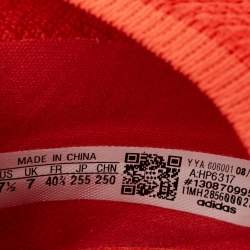 MADE IN CHINA
US UK FR JP CHN
7½ 7 40⅔ 255 250
YYA 606001 08/
A:HP6317
#130870995
adidas